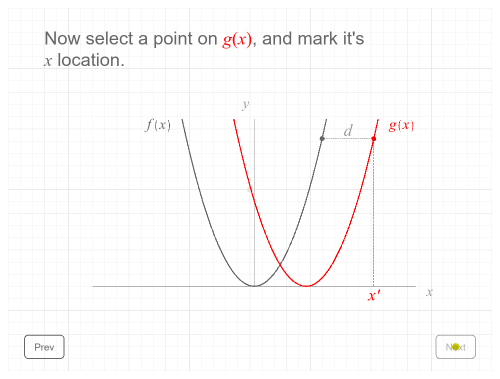 Now select a point on g(x), and mark it's
x location.
y
f(x)
d
g(x)
x
x'
Prev
Next